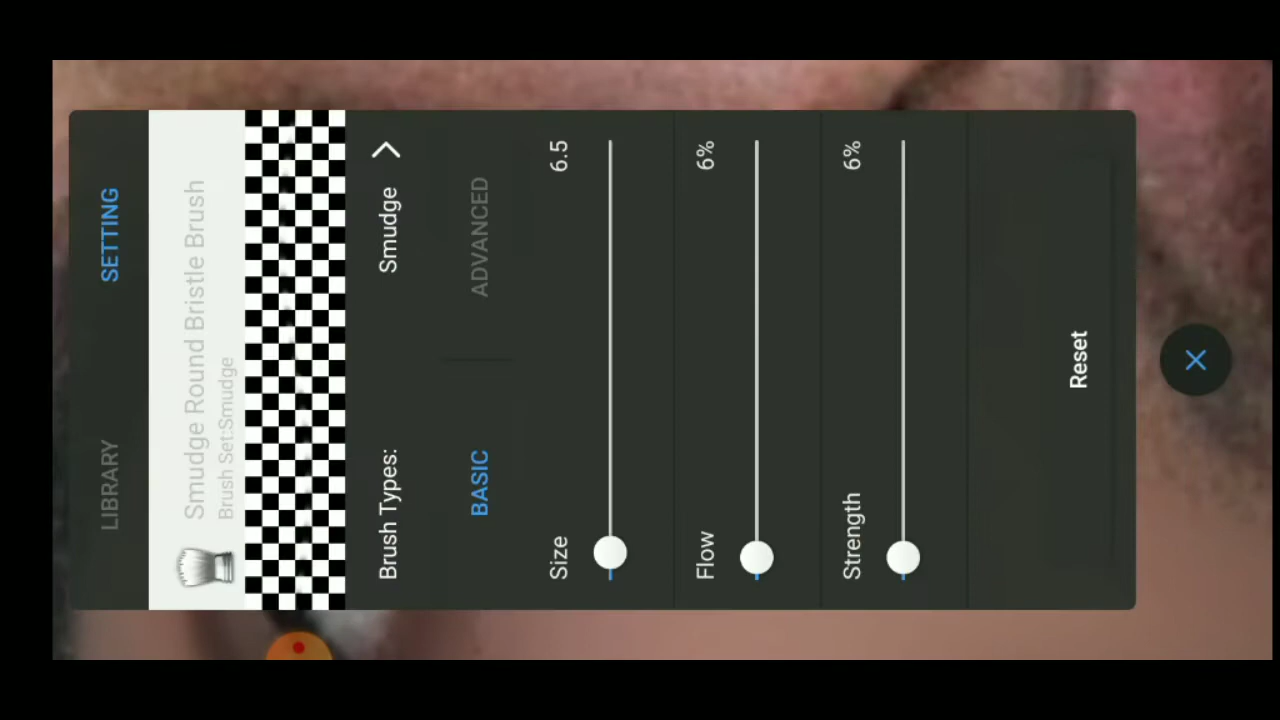 LIBRARY SETTING
Smudge Round Bristle Brush
Brush Set:Smudge
Brush Types: Smudge
BASIC ADVANCED
Size 6.5
Flow 6%
Strength 6%
Reset